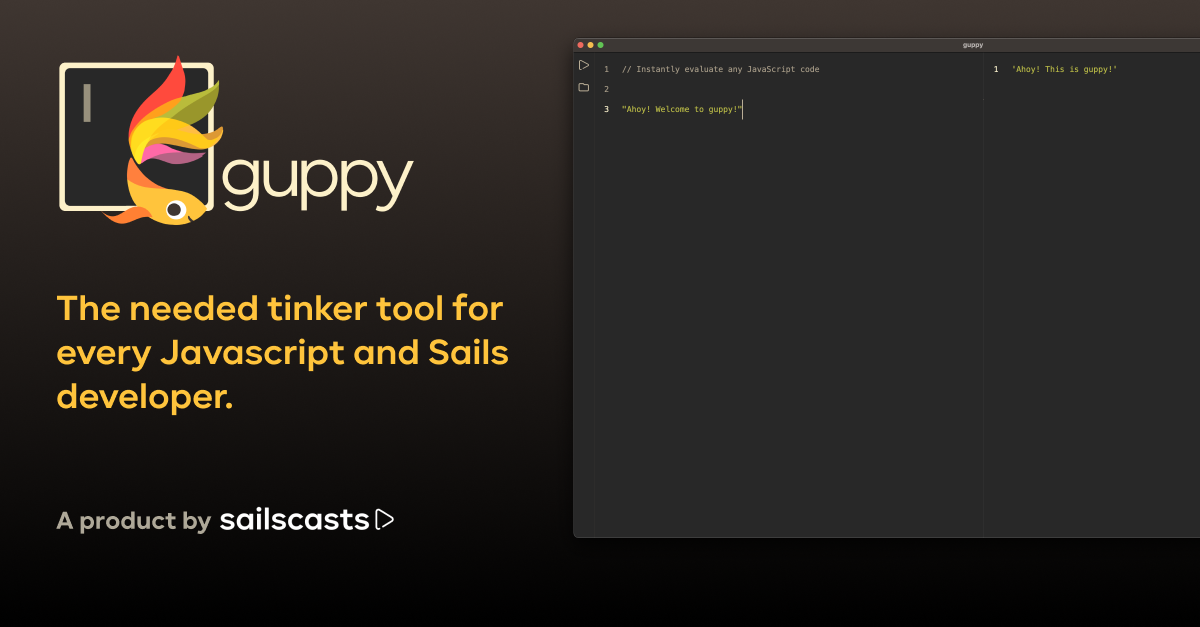 guppy
The needed tinker tool for
every Javascript and Sails
developer.
A product by sailscasts
guppy
1 // Instantly evaluate any JavaScript code
2
3 "Ahoy! Welcome to guppy!"
1 'Ahoy! This is guppy!'